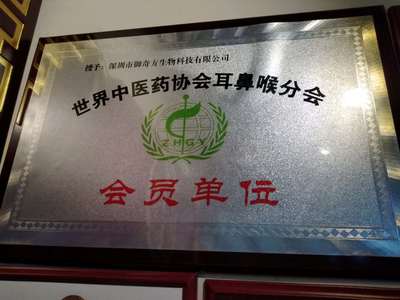 授予：深圳市御奇方生物科技有限公司
世界中医药协会耳鼻喉分会
ZHGY
会员单位